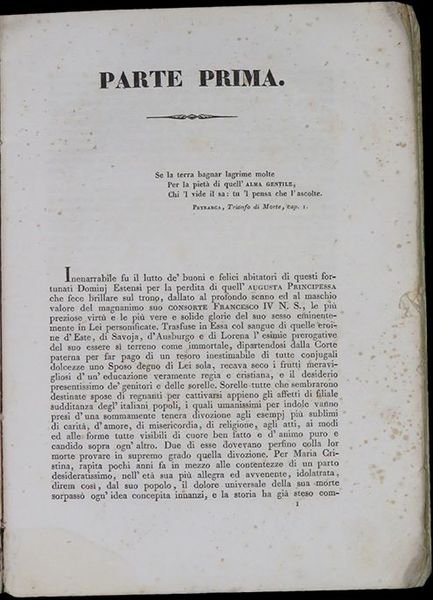 PARTE PRIMA.
Se la terra bagnar lagrime molte
Per la pietà di quell' ALMA GENTILE,
Chi 'l vide il sa: tu 'l pensa che l'ascolte.
PETRARCA, Trionfo di Morte, cap. 1.
Inenarrabile fu il lutto de' buoni e felici abitatori di questi for-
tunati Dominj Estensi per la perdita di quell' AUGUSTA PRINCIPESSA
che fece brillar sul trono, dallato al profondo senno ed al maschio
valore del magnanimo suo CONSORTE FRANCESCO IV N. S., le più
preziose virtù e le più vere e solide glorie del suo sesso eminente-
mente in Lei personificate. Trasfuse in Essa col sangue di quelle eroi-
ne d'Este, di Savoja, d'Ausburgo e di Lorena l'esimie prerogative
del suo essere sì terreno come immortale, dipartendosi dalla Corte
paterna per far pago di un tesoro inestimabile di tutte conjugali
dolcezze uno Sposo degno di Lei sola, recava seco i frutti meravi-
gliosi d'un' educazione veramente regia e cristiana, e il desiderio
presentissimo de' genitori e delle sorelle. Sorelle tutte che sembrarono
destinate spose di regnanti per cattivarsi appieno gli affetti di filiale
sudditanza degl' italiani popoli, i quali umanissimi per indole vanno
presi d'una sommamente tenera divozione agli esempj più sublimi
di carità, d'amore, di misericordia, di religione, agli atti, ai modi
ed alle forme tutte visibili di cuore ben fatto e d'animo puro e
candido sopra ogn' altro. Due di esse dovevano perfino colla lor
morte provare in supremo grado quella divozione. Per Maria Cri-
stina, rapita pochi anni fa in mezzo alle contentezze di un parto
desideratissimo, nell'età sua più allegra ed avvenente, idolatrata,
direm così, dal suo popolo, il dolore universale della sua morte
sorpassò ogn' idea concepita innanzi, e la storia ha già steso com-
1